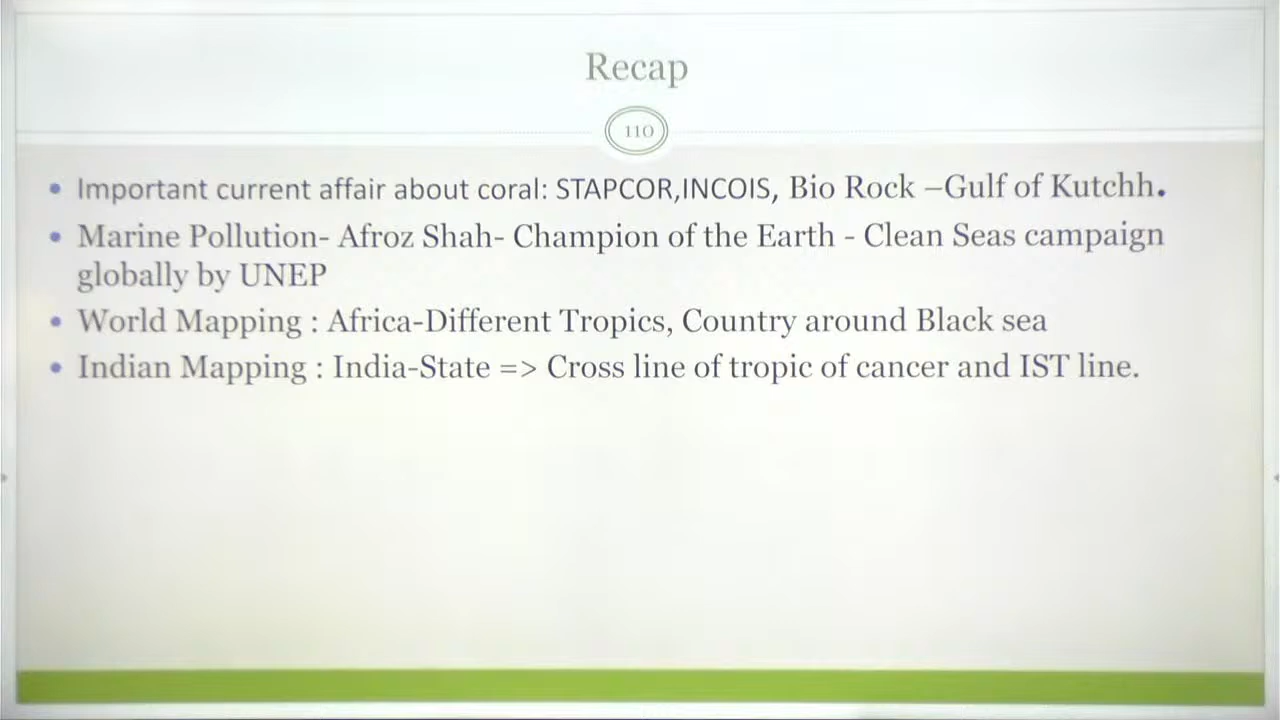 Recap
110
• Important current affair about coral: STAPCOR,INCOIS, Bio Rock –Gulf of Kutchh.
• Marine Pollution- Afroz Shah- Champion of the Earth - Clean Seas campaign
globally by UNEP
• World Mapping : Africa-Different Tropics, Country around Black sea
• Indian Mapping : India-State => Cross line of tropic of cancer and IST line.